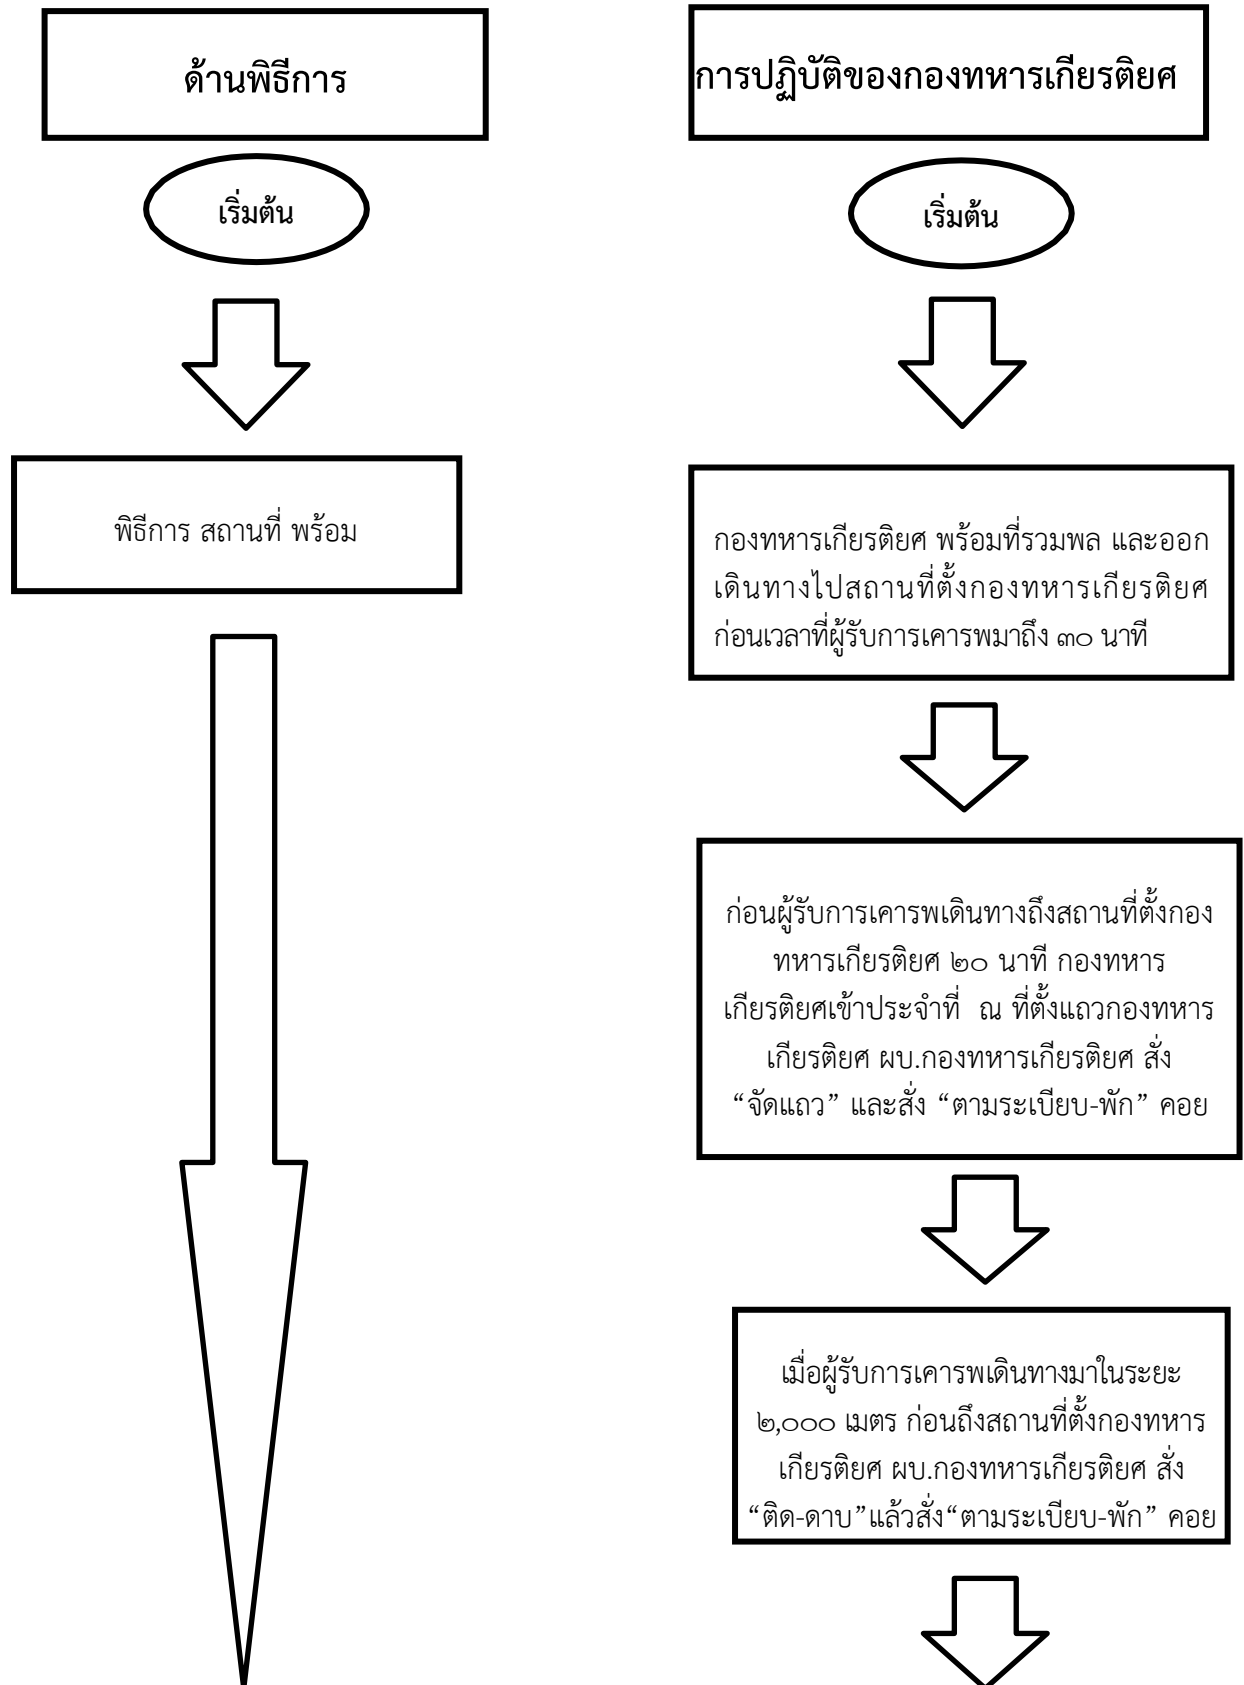 ด้านพิธีการ
การปฏิบัติของกองทหารเกียรติยศ
เริ่มต้น
เริ่มต้น
พิธีการ สถานที่ พร้อม
กองทหารเกียรติยศ พร้อมที่รวมพล และออก
เดินทางไปสถานที่ตั้งกองทหารเกียรติยศ
ก่อนเวลาที่ผู้รับการเคารพมาถึง ๓๐ นาที
ก่อนผู้รับการเคารพเดินทางถึงสถานที่ตั้งกอง
ทหารเกียรติยศ ๒๐ นาที กองทหาร
เกียรติยศเข้าประจำที่ ณ ที่ตั้งแถวกองทหาร
เกียรติยศ ผบ.กองทหารเกียรติยศ สั่ง
“จัดแถว” และสั่ง “ตามระเบียบ-พัก” คอย
เมื่อผู้รับการเคารพเดินทางมาในระยะ
๒,๐๐๐ เมตร ก่อนถึงสถานที่ตั้งกองทหาร
เกียรติยศ ผบ.กองทหารเกียรติยศ สั่ง
“ติด-ดาบ”แล้วสั่ง“ตามระเบียบ-พัก” คอย